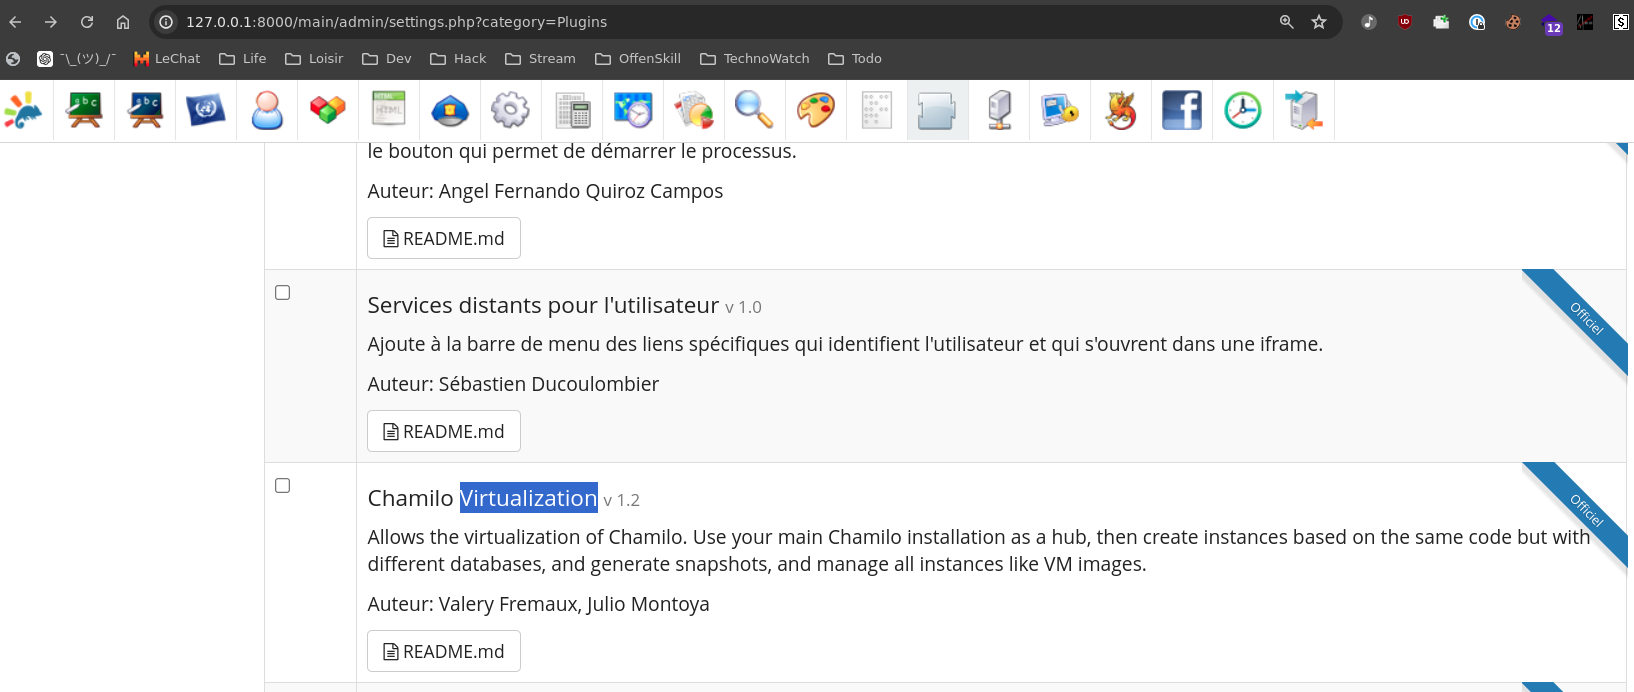 127.0.0.1:8000/main/admin/settings.php?category=Plugins
12
¯\_(ツ)_/¯ LeChat Life Loisir Dev Hack Stream OffenSkill TechnoWatch Todo
le bouton qui permet de démarrer le processus.
Auteur: Angel Fernando Quiroz Campos
README.md
Services distants pour l'utilisateur v 1.0
Officiel
Ajoute à la barre de menu des liens spécifiques qui identifient l'utilisateur et qui s'ouvrent dans une iframe.
Auteur: Sébastien Ducoulombier
README.md
Chamilo Virtualization v 1.2
Officiel
Allows the virtualization of Chamilo. Use your main Chamilo installation as a hub, then create instances based on the same code but with
different databases, and generate snapshots, and manage all instances like VM images.
Auteur: Valery Fremaux, Julio Montoya
README.md